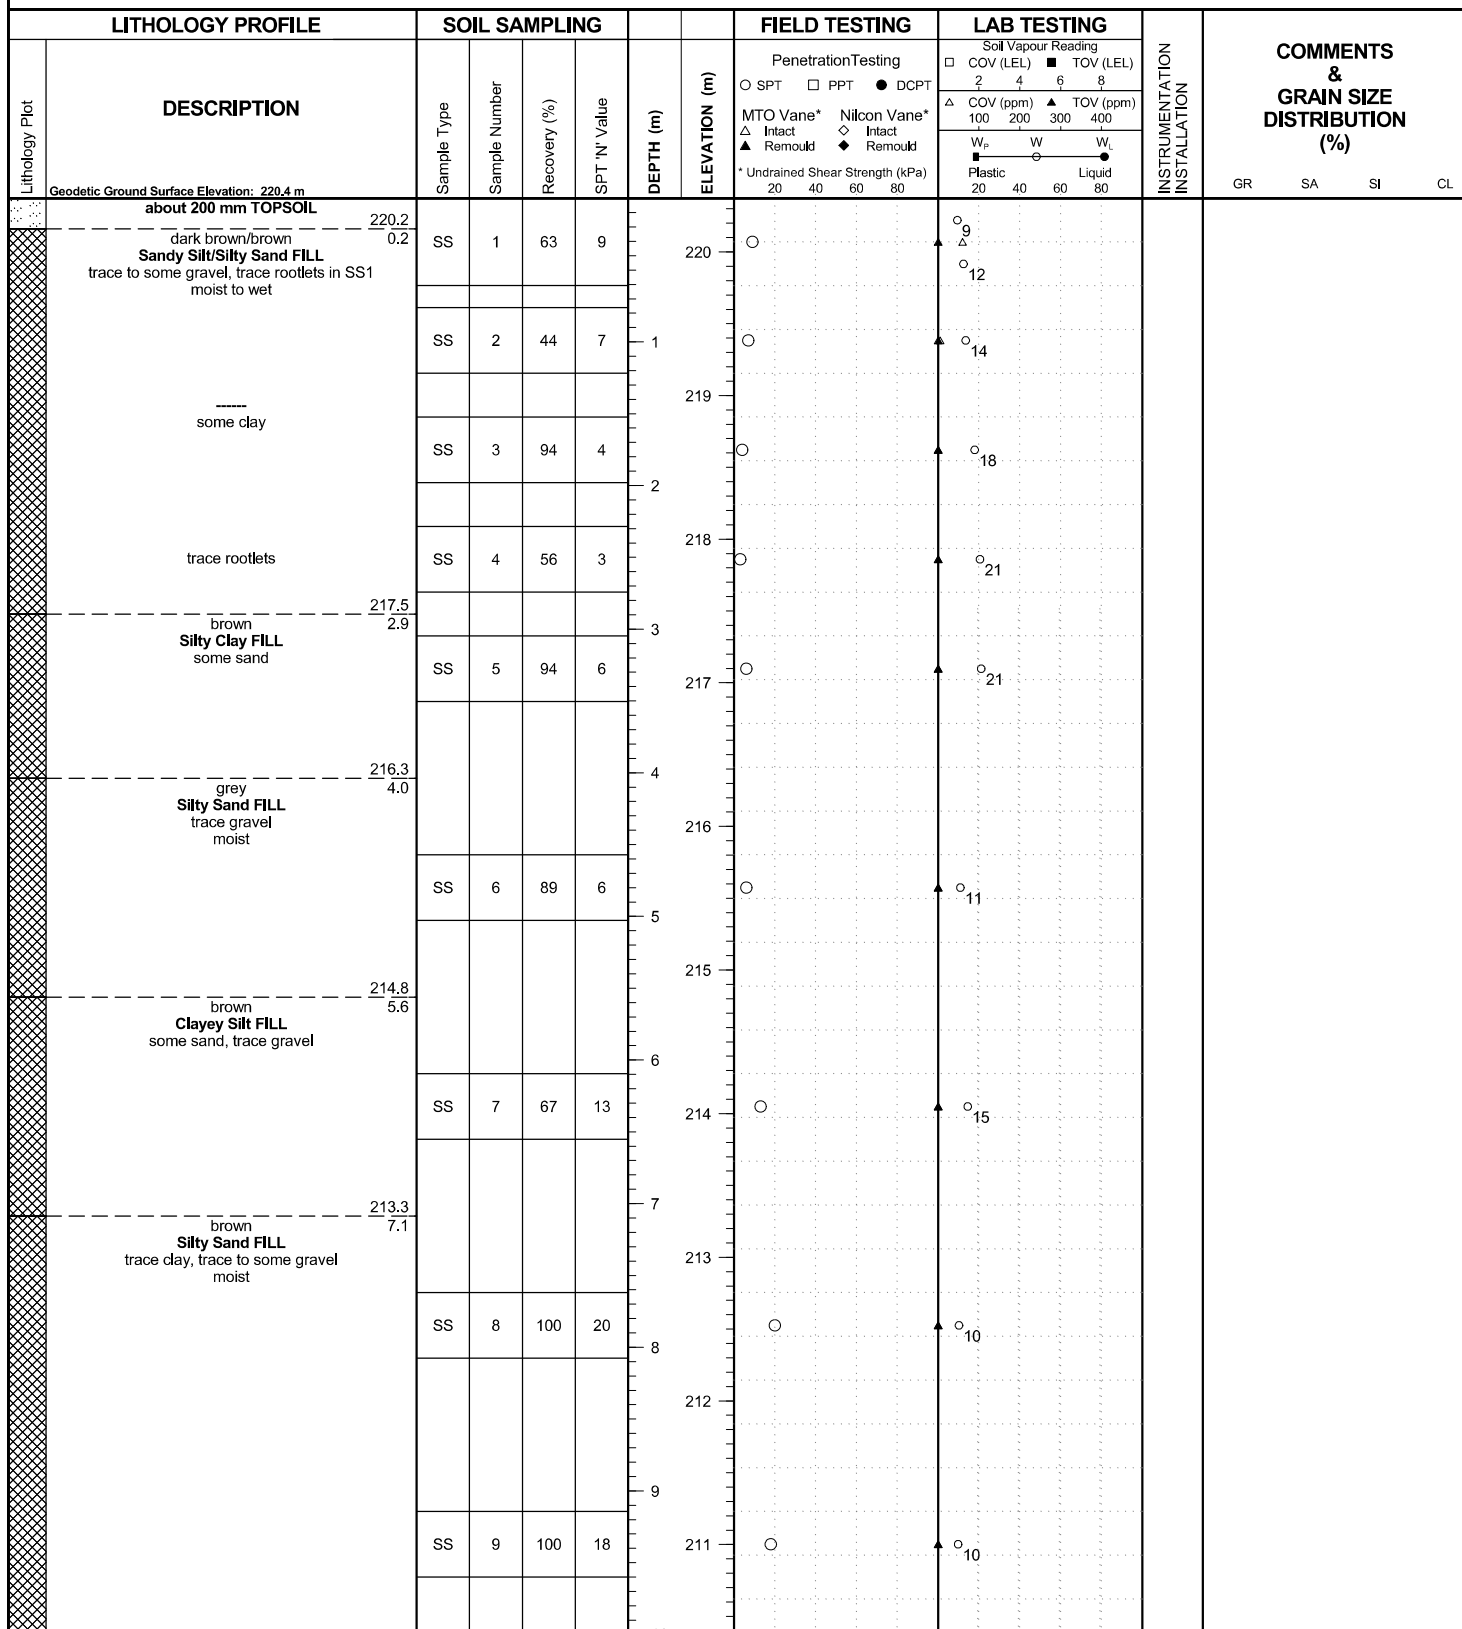 LITHOLOGY PROFILE
SOIL SAMPLING
FIELD TESTING
LAB TESTING
Lithology Plot
DESCRIPTION
Geodetic Ground Surface Elevation: 220.4 m
Sample Type
Sample Number
Recovery (%)
SPT 'N' Value
DEPTH (m)
ELEVATION (m)
PenetrationTesting
SPT PPT DCPT
MTO Vane* Nilcon Vane*
Intact Intact
Remould Remould
* Undrained Shear Strength (kPa)
20 40 60 80
Soil Vapour Reading
COV (LEL) TOV (LEL)
2 4 6 8
COV (ppm) TOV (ppm)
100 200 300 400
WP W WL
Plastic Liquid
20 40 60 80
INSTRUMENTATION
INSTALLATION
COMMENTS
&
GRAIN SIZE
DISTRIBUTION
(%)
GR SA SI CL
about 200 mm TOPSOIL
220.2
0.2
dark brown/brown
Sandy Silt/Silty Sand FILL
trace to some gravel, trace rootlets in SS1
moist to wet
SS 1 63 9
220
9
12
SS 2 44 7
1
14
219
------
some clay
SS 3 94 4
18
2
218
trace rootlets
SS 4 56 3
21
217.5
2.9
brown
Silty Clay FILL
some sand
3
SS 5 94 6
217
21
216.3
4.0
4
grey
Silty Sand FILL
trace gravel
moist
216
SS 6 89 6
11
5
215
214.8
5.6
brown
Clayey Silt FILL
some sand, trace gravel
6
SS 7 67 13
214
15
213.3
7.1
7
brown
Silty Sand FILL
trace clay, trace to some gravel
moist
213
SS 8 100 20
10
8
212
9
SS 9 100 18
211
10